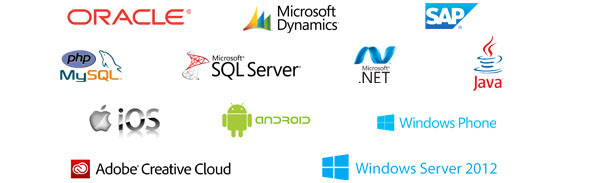 ORACLE
Microsoft
Dynamics
SAP
php
MySQL
Microsoft
SQL Server
Microsoft
.NET
Java
iOS
android
Windows Phone
Adobe Creative Cloud
Windows Server 2012